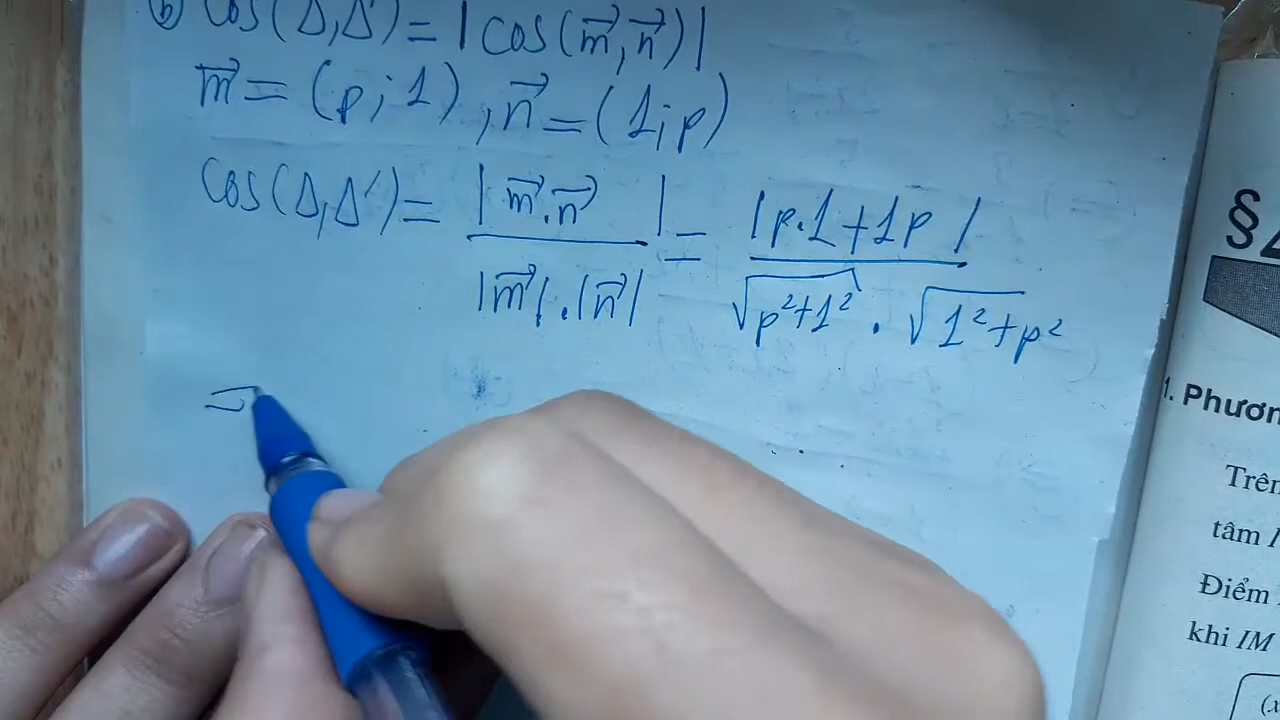 b) cos(Δ,Δ') = |cos(m⃗,n⃗)|
m⃗ = (p;1), n⃗ = (1;p)
cos(Δ,Δ') = |m⃗.n⃗| / |m⃗|.|n⃗| = |p.1+1p| / √p²+1² . √1²+p²
=
§
1. Phươn
Trên
tâm I
Điểm
khi IM
(x